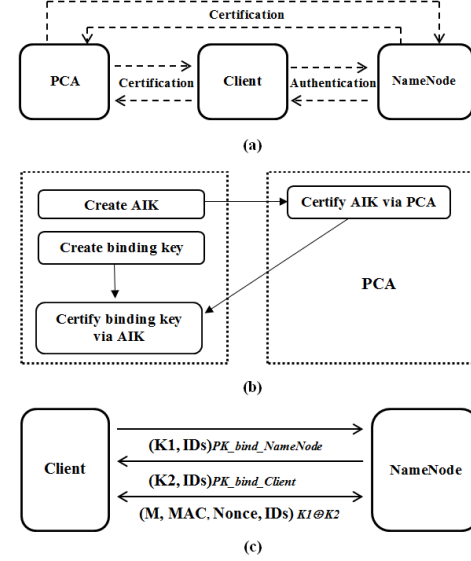 Certification
PCA
Certification
Client
Authentication
NameNode
(a)
Create AIK
Create binding key
Certify binding key
via AIK
Certify AIK via PCA
PCA
(b)
Client
(K1, IDs)PK_bind_NameNode
(K2, IDs)PK_bind_Client
(M, MAC, Nonce, IDs) K1⊕K2
NameNode
(c)